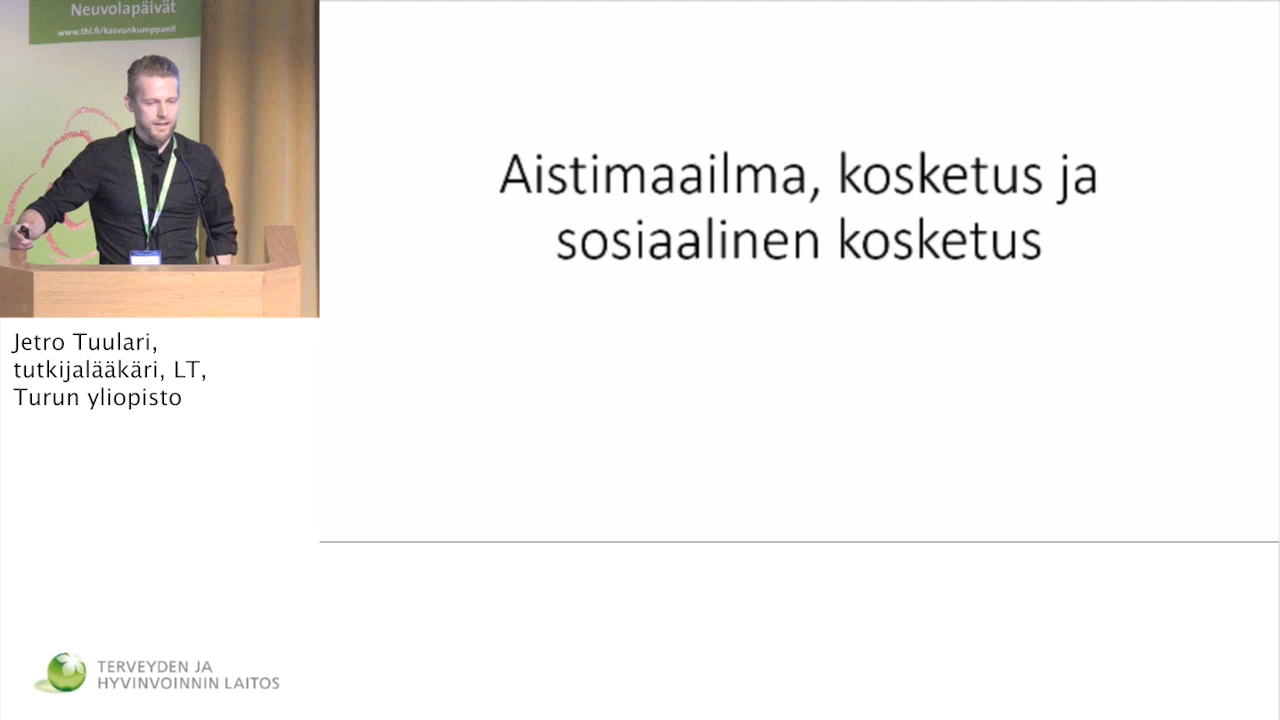 Neuvolapäivät
www.thl.fi/kasvunkumppanit
Aistimaailma, kosketus ja
sosiaalinen kosketus
Jetro Tuulari,
tutkijalääkäri, LT,
Turun yliopisto
TERVEYDEN JA
HYVINVOINNIN LAITOS